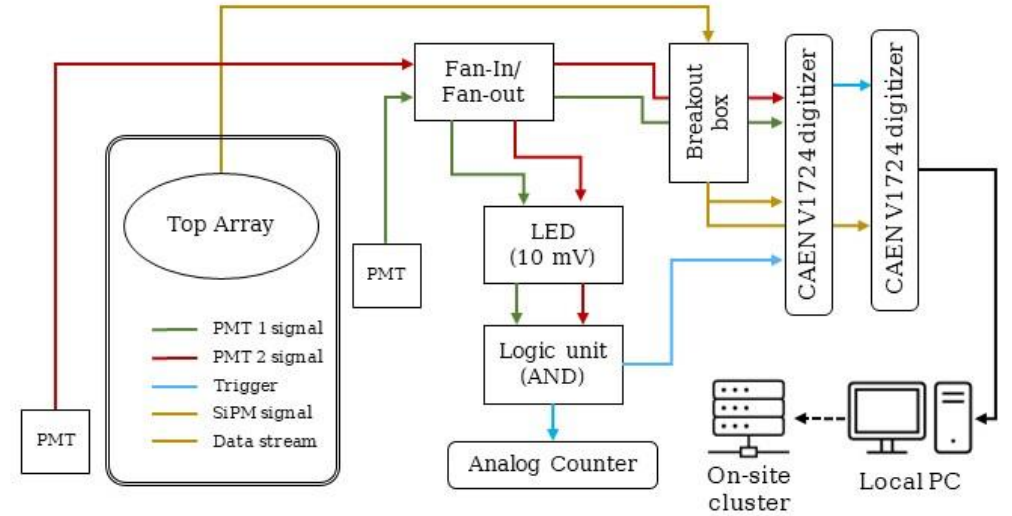 Fan-In/
Fan-out
Breakout
box
CAEN V1724 digitizer
CAEN V1724 digitizer
Top Array
LED
(10 mV)
PMT
PMT 1 signal
PMT 2 signal
Trigger
SiPM signal
Data stream
Logic unit
(AND)
PMT
Analog Counter
On-site
cluster
Local PC